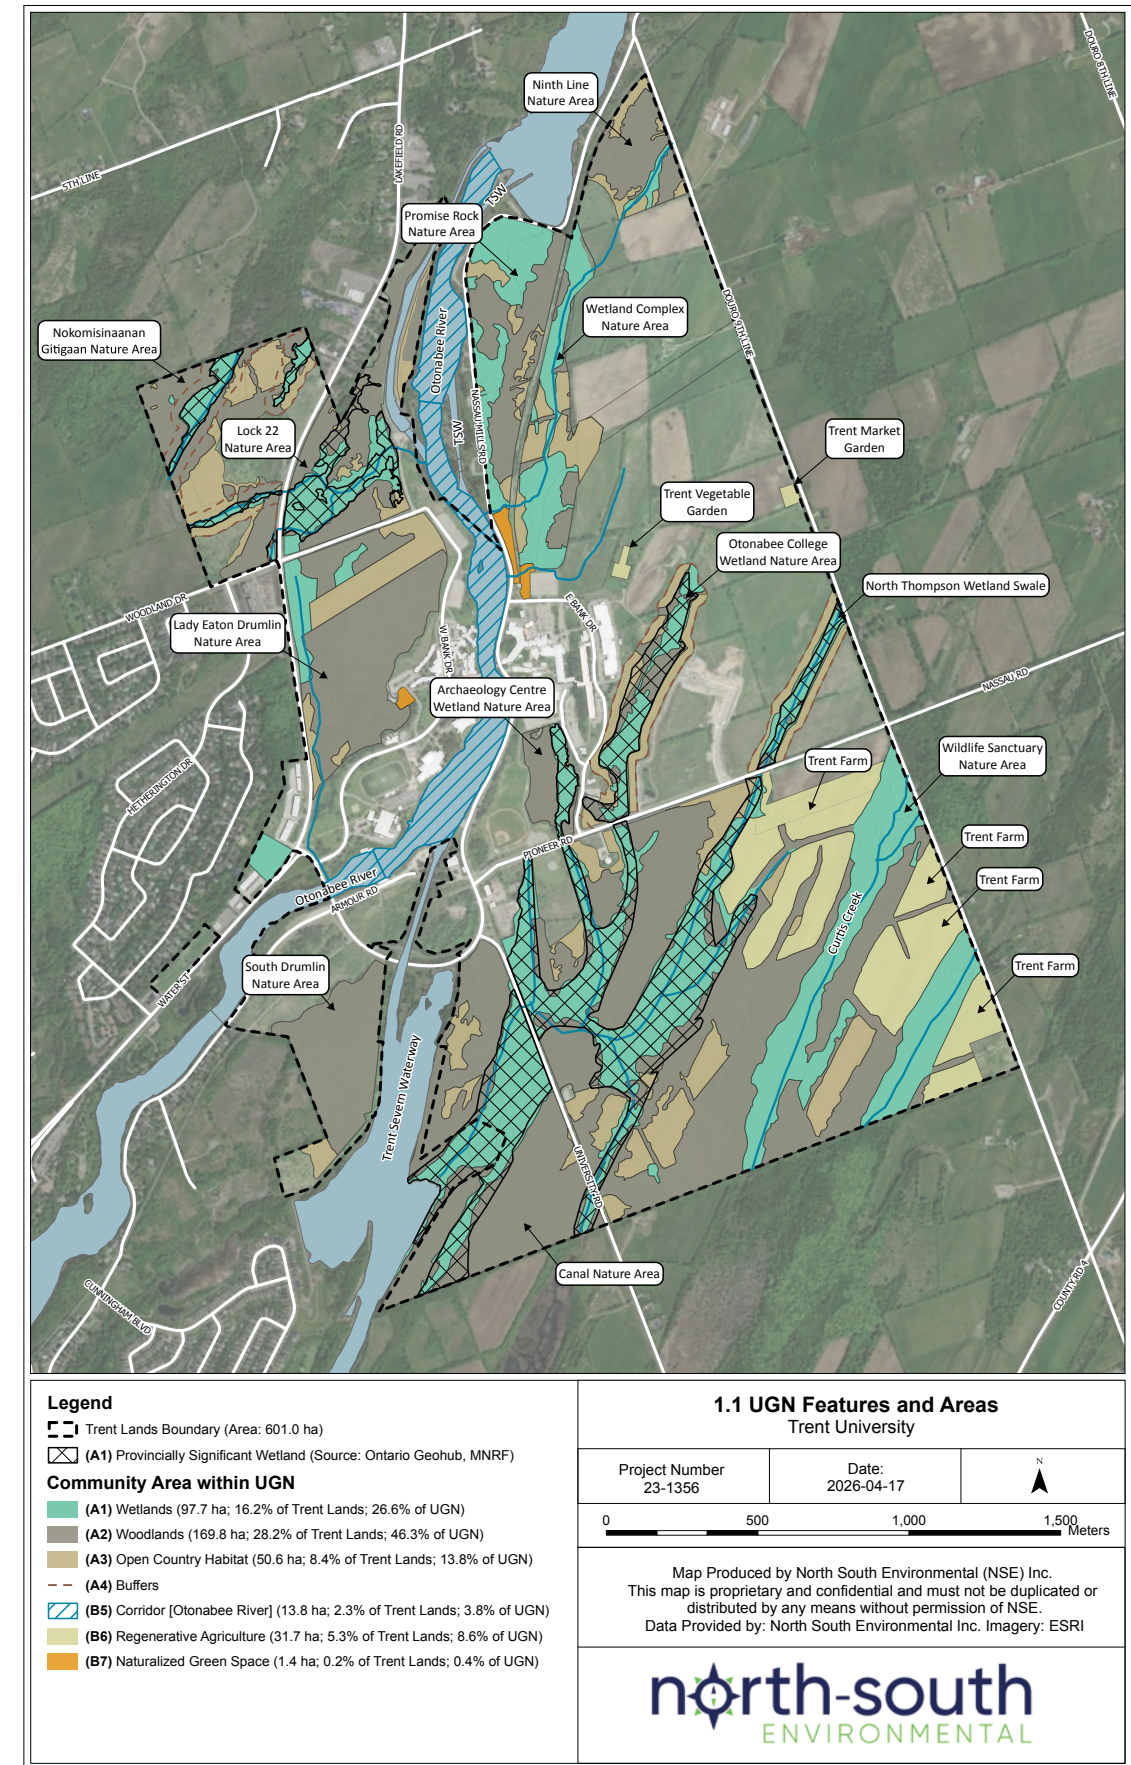 DOURO 8TH LINE
Ninth Line
Nature Area
LAKEFIELD RD
5TH LINE
TSW
Promise Rock
Nature Area
Wetland Complex
Nature Area
DOURO 9TH LINE
Nokomisinaanan
Gitigaan Nature Area
Otonabee River
NASSAU MILLS RD
TSW
Lock 22
Nature Area
Trent Market
Garden
Trent Vegetable
Garden
Otonabee College
Wetland Nature Area
North Thompson Wetland Swale
WOODLAND DR
E BANK DR
Lady Eaton Drumlin
Nature Area
W BANK DR
NASSAU RD
Archaeology Centre
Wetland Nature Area
Trent Farm
Wildlife Sanctuary
Nature Area
HETHERINGTON DR
Trent Farm
PIONEER RD
Trent Farm
Otonabee River
ARMOUR RD
Curtis Creek
South Drumlin
Nature Area
WATER ST
Trent Farm
Trent Severn Waterway
UNIVERSITY RD
Canal Nature Area
CUNNINGHAM BLVD
COUNTY RD 4
Legend
Trent Lands Boundary (Area: 601.0 ha)
(A1) Provincially Significant Wetland (Source: Ontario Geohub, MNRF)
Community Area within UGN
(A1) Wetlands (97.7 ha; 16.2% of Trent Lands; 26.6% of UGN)
(A2) Woodlands (169.8 ha; 28.2% of Trent Lands; 46.3% of UGN)
(A3) Open Country Habitat (50.6 ha; 8.4% of Trent Lands; 13.8% of UGN)
(A4) Buffers
(B5) Corridor [Otonabee River] (13.8 ha; 2.3% of Trent Lands; 3.8% of UGN)
(B6) Regenerative Agriculture (31.7 ha; 5.3% of Trent Lands; 8.6% of UGN)
(B7) Naturalized Green Space (1.4 ha; 0.2% of Trent Lands; 0.4% of UGN)
1.1 UGN Features and Areas
Trent University
Project Number
23-1356
Date:
2026-04-17
N
0 500 1,000 1,500
Meters
Map Produced by North South Environmental (NSE) Inc.
This map is proprietary and confidential and must not be duplicated or
distributed by any means without permission of NSE.
Data Provided by: North South Environmental Inc. Imagery: ESRI
north-south
ENVIRONMENTAL